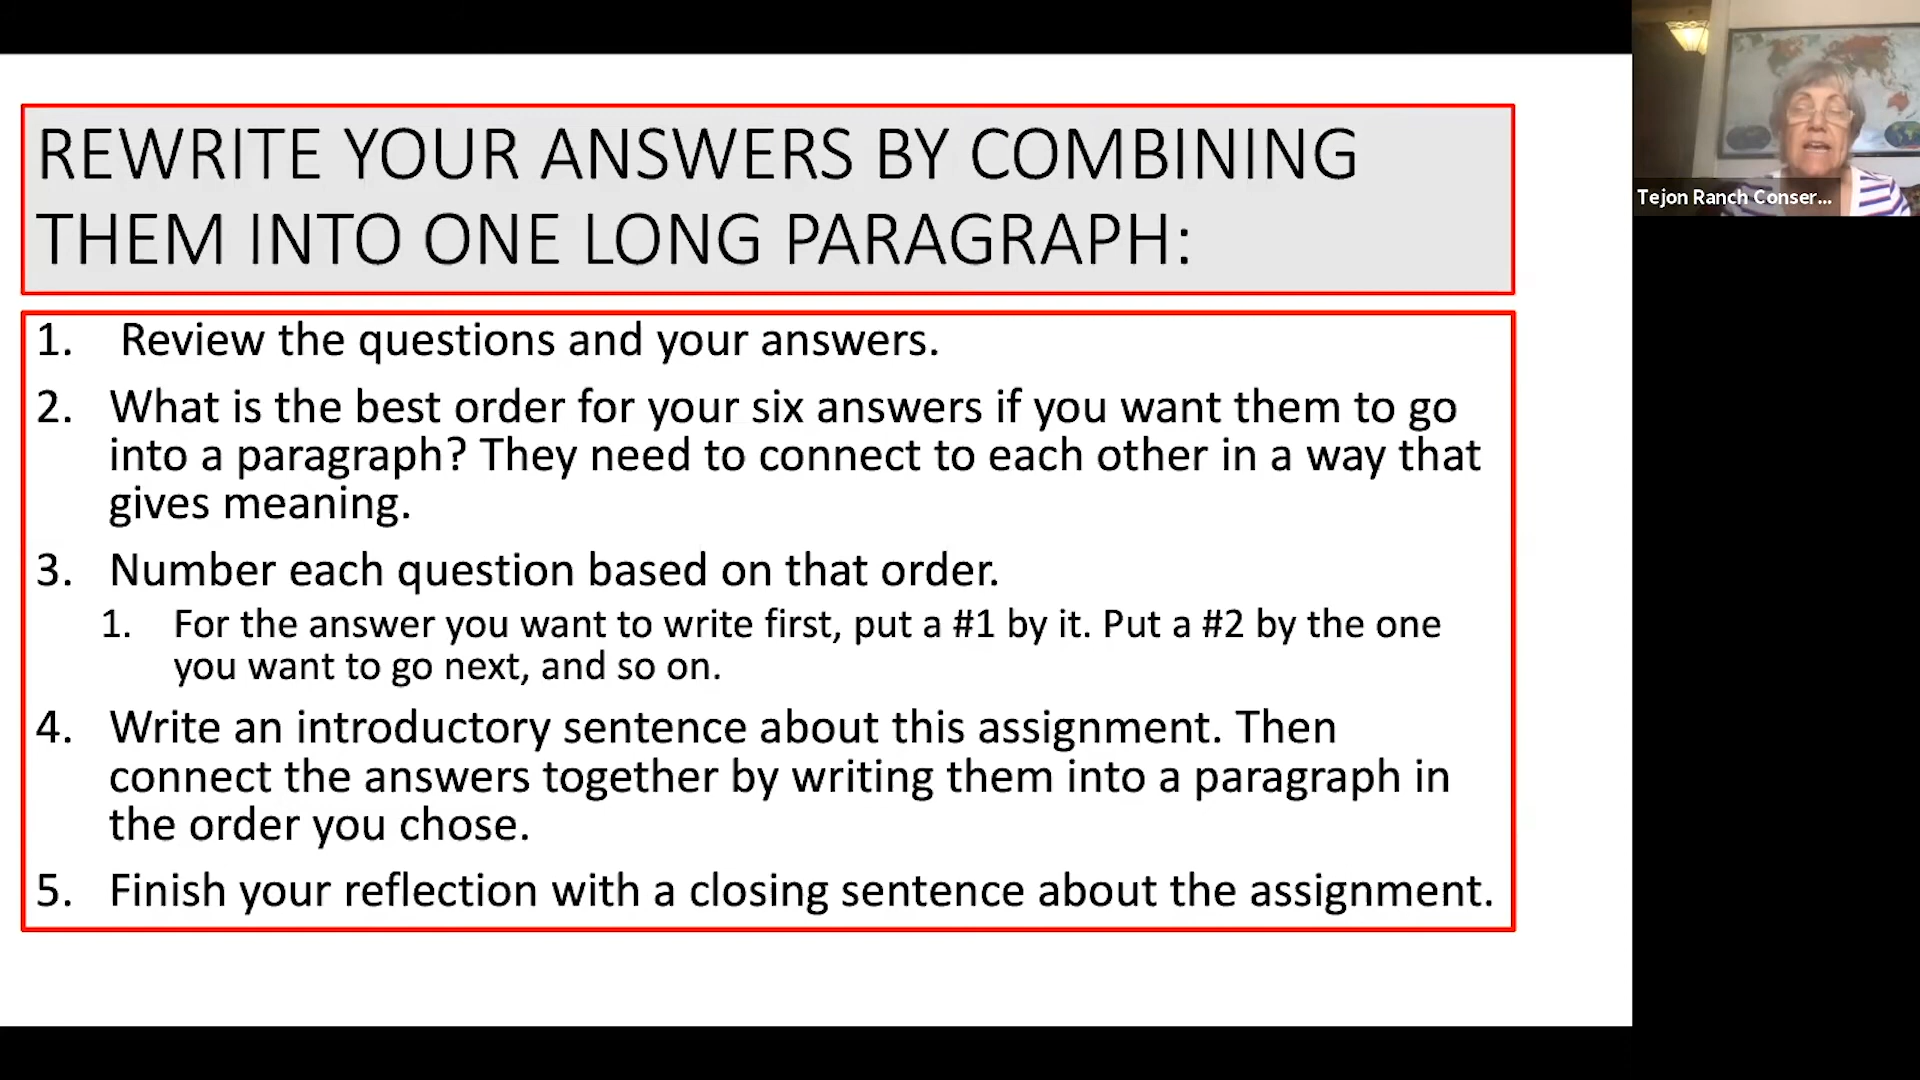 REWRITE YOUR ANSWERS BY COMBINING
THEM INTO ONE LONG PARAGRAPH:
1. Review the questions and your answers.
2. What is the best order for your six answers if you want them to go
into a paragraph? They need to connect to each other in a way that
gives meaning.
3. Number each question based on that order.
1. For the answer you want to write first, put a #1 by it. Put a #2 by the one
you want to go next, and so on.
4. Write an introductory sentence about this assignment. Then
connect the answers together by writing them into a paragraph in
the order you chose.
5. Finish your reflection with a closing sentence about the assignment.
Tejon Ranch Conser...